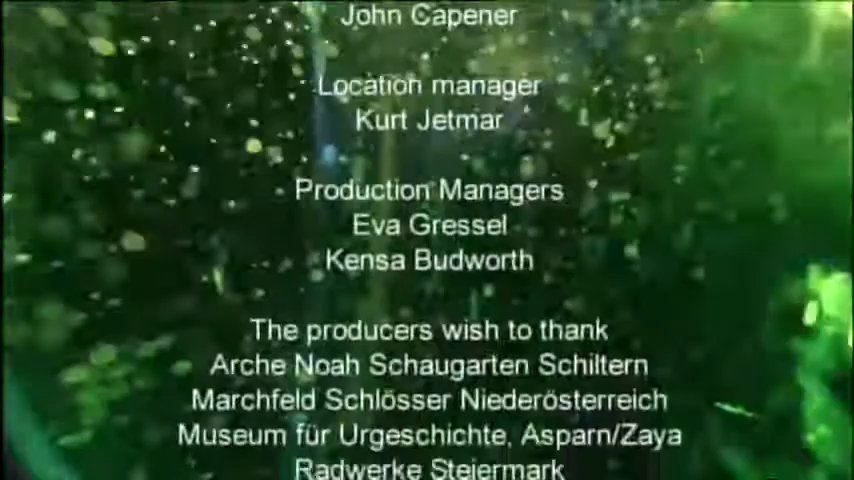 John Capener
Location manager
Kurt Jetmar
Production Managers
Eva Gressel
Kensa Budworth
The producers wish to thank
Arche Noah Schaugarten Schiltern
Marchfeld Schlösser Niederösterreich
Museum für Urgeschichte, Asparn/Zaya
Radwerke Steiermark